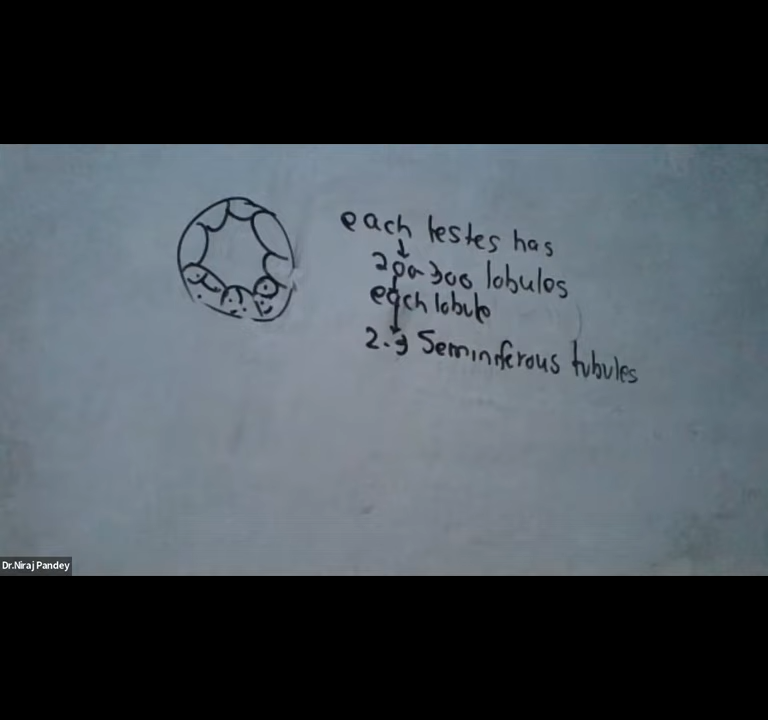 each testes has
200-300 lobules
each lobule
2-3 Seminiferous tubules
Dr.Niraj Pandey